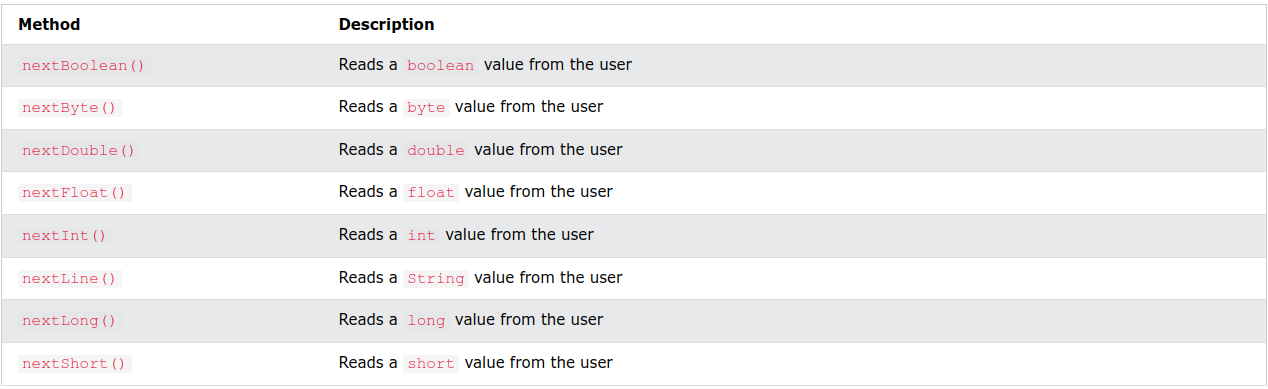 Method Description
nextBoolean() Reads a boolean value from the user
nextByte() Reads a byte value from the user
nextDouble() Reads a double value from the user
nextFloat() Reads a float value from the user
nextInt() Reads a int value from the user
nextLine() Reads a String value from the user
nextLong() Reads a long value from the user
nextShort() Reads a short value from the user